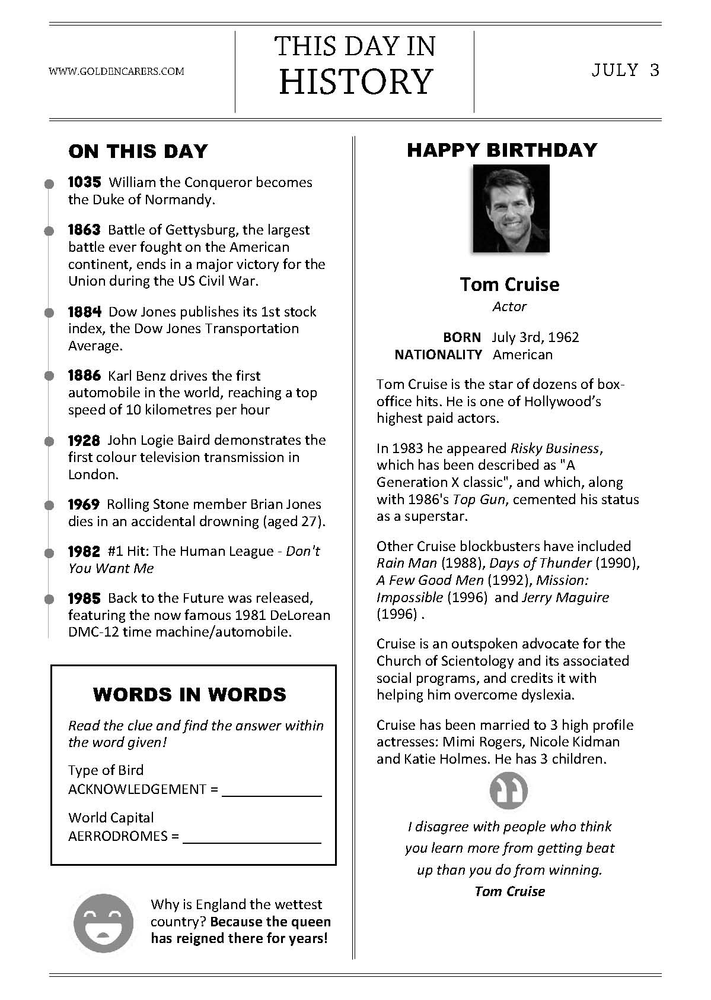 WWW.GOLDENCARERS.COM
THIS DAY IN
HISTORY
JULY 3
ON THIS DAY
1035 William the Conqueror becomes
the Duke of Normandy.
1863 Battle of Gettysburg, the largest
battle ever fought on the American
continent, ends in a major victory for the
Union during the US Civil War.
1884 Dow Jones publishes its 1st stock
index, the Dow Jones Transportation
Average.
1886 Karl Benz drives the first
automobile in the world, reaching a top
speed of 10 kilometres per hour
1928 John Logie Baird demonstrates the
first colour television transmission in
London.
1969 Rolling Stone member Brian Jones
dies in an accidental drowning (aged 27).
1982 #1 Hit: The Human League - Don't
You Want Me
1985 Back to the Future was released,
featuring the now famous 1981 DeLorean
DMC-12 time machine/automobile.
WORDS IN WORDS
Read the clue and find the answer within
the word given!
Type of Bird
ACKNOWLEDGEMENT = ______________
World Capital
AERRODROMES = ___________________
Why is England the wettest
country? Because the queen
has reigned there for years!
HAPPY BIRTHDAY
Tom Cruise
Actor
BORN July 3rd, 1962
NATIONALITY American
Tom Cruise is the star of dozens of box-
office hits. He is one of Hollywood’s
highest paid actors.
In 1983 he appeared Risky Business,
which has been described as "A
Generation X classic", and which, along
with 1986's Top Gun, cemented his status
as a superstar.
Other Cruise blockbusters have included
Rain Man (1988), Days of Thunder (1990),
A Few Good Men (1992), Mission:
Impossible (1996) and Jerry Maguire
(1996) .
Cruise is an outspoken advocate for the
Church of Scientology and its associated
social programs, and credits it with
helping him overcome dyslexia.
Cruise has been married to 3 high profile
actresses: Mimi Rogers, Nicole Kidman
and Katie Holmes. He has 3 children.
I disagree with people who think
you learn more from getting beat
up than you do from winning.
Tom Cruise